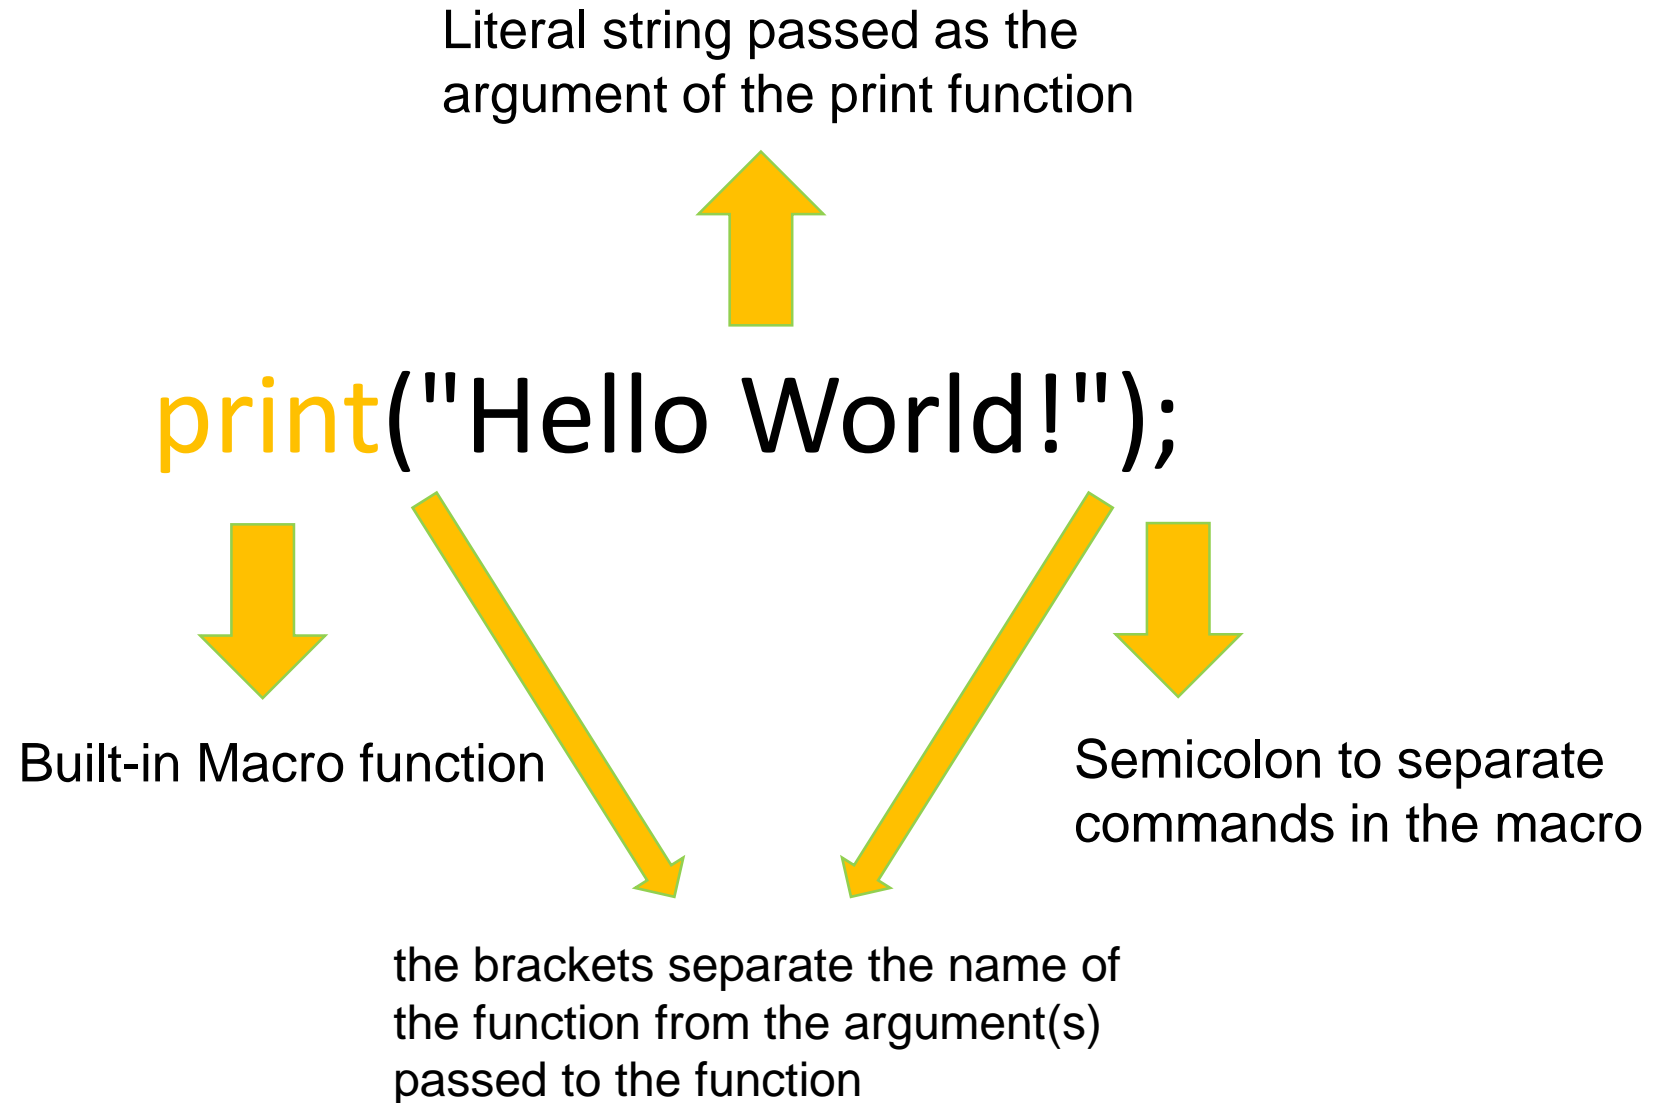 Literal string passed as the
argument of the print function
print("Hello World!");
Built-in Macro function
Semicolon to separate
commands in the macro
the brackets separate the name of
the function from the argument(s)
passed to the function